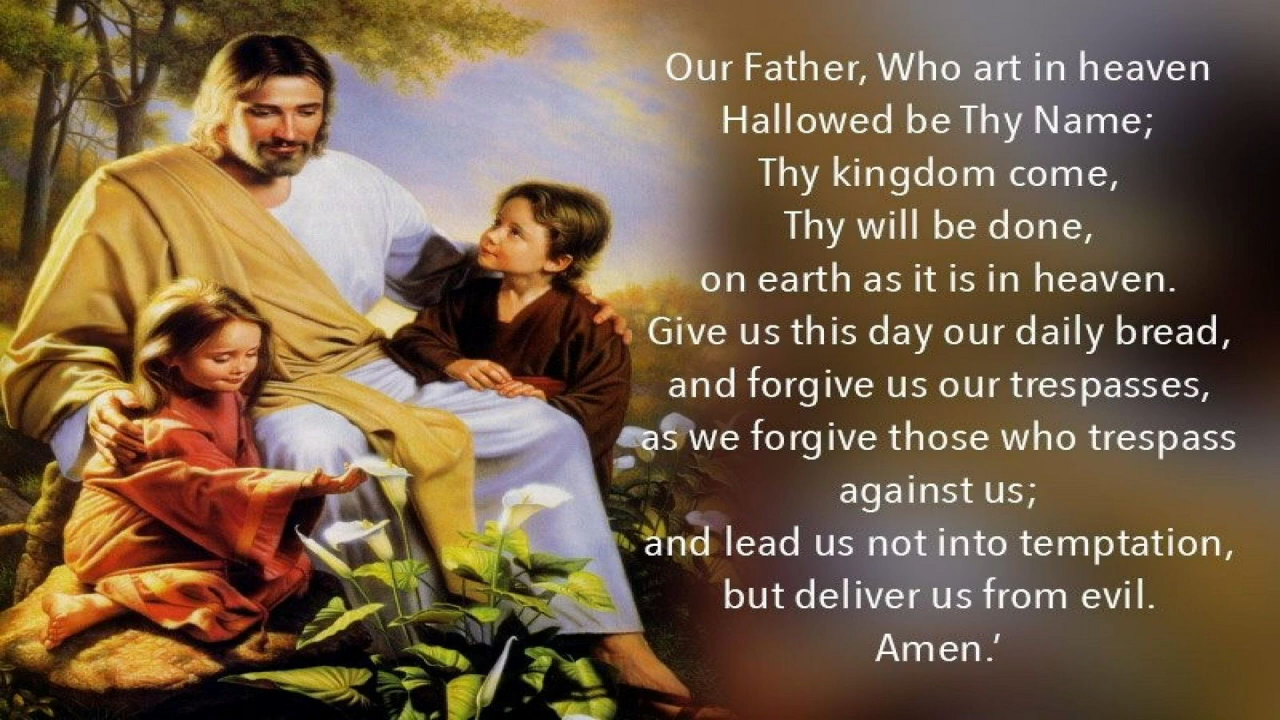 Our Father, Who art in heaven
Hallowed be Thy Name;
Thy kingdom come,
Thy will be done,
on earth as it is in heaven.
Give us this day our daily bread,
and forgive us our trespasses,
as we forgive those who trespass
against us;
and lead us not into temptation,
but deliver us from evil.
Amen.’